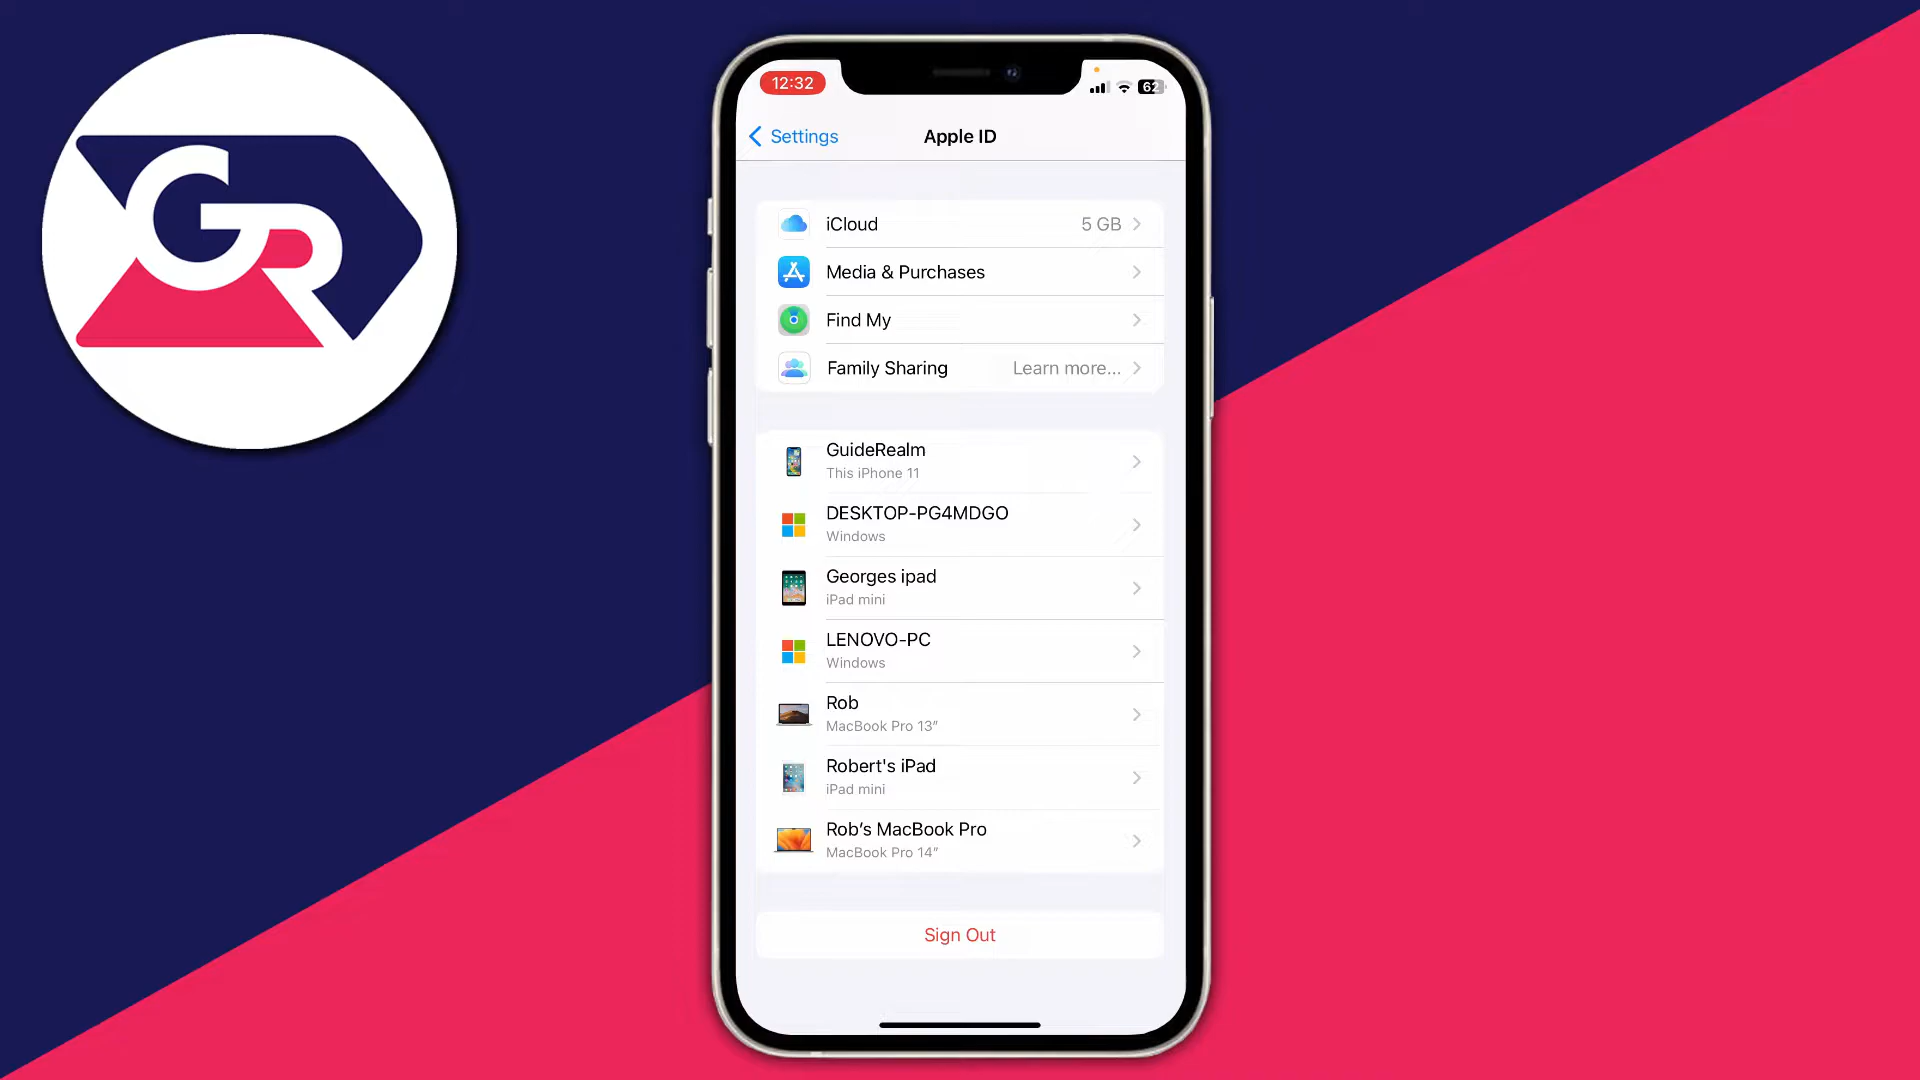 GR
12:32
62
Settings
Apple ID
iCloud 5 GB
Media & Purchases
Find My
Family Sharing Learn more...
GuideRealm
This iPhone 11
DESKTOP-PG4MDGO
Windows
Georges ipad
iPad mini
LENOVO-PC
Windows
Rob
MacBook Pro 13″
Robert's iPad
iPad mini
Rob’s MacBook Pro
MacBook Pro 14″
Sign Out